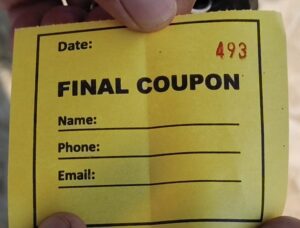 Date: 493
FINAL COUPON
Name:
Phone:
Email: